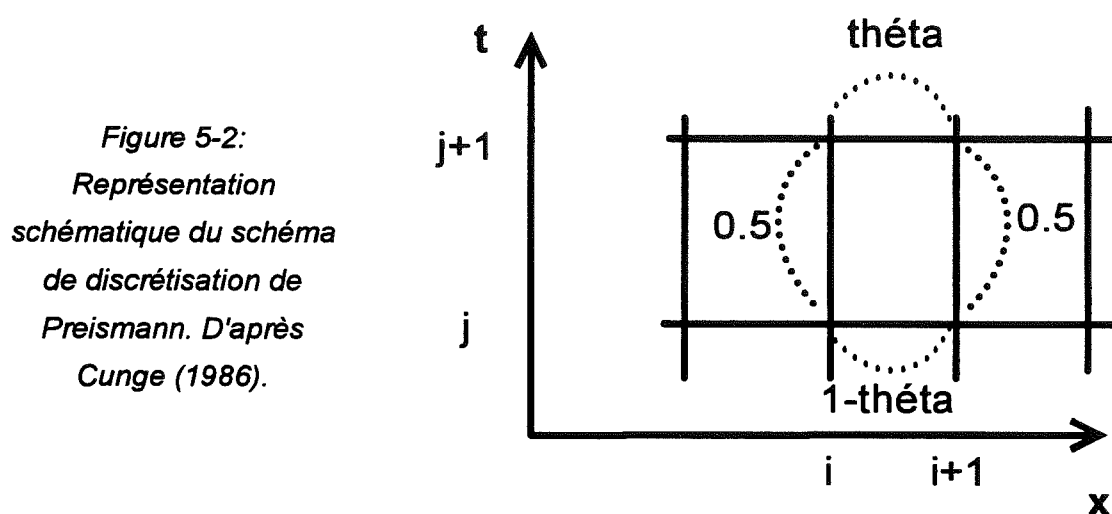 Figure 5-2:
Représentation
schématique du schéma
de discrétisation de
Preismann. D'après
Cunge (1986).
t
théta
j+1
0.5
0.5
j
1-théta
i
i+1
x